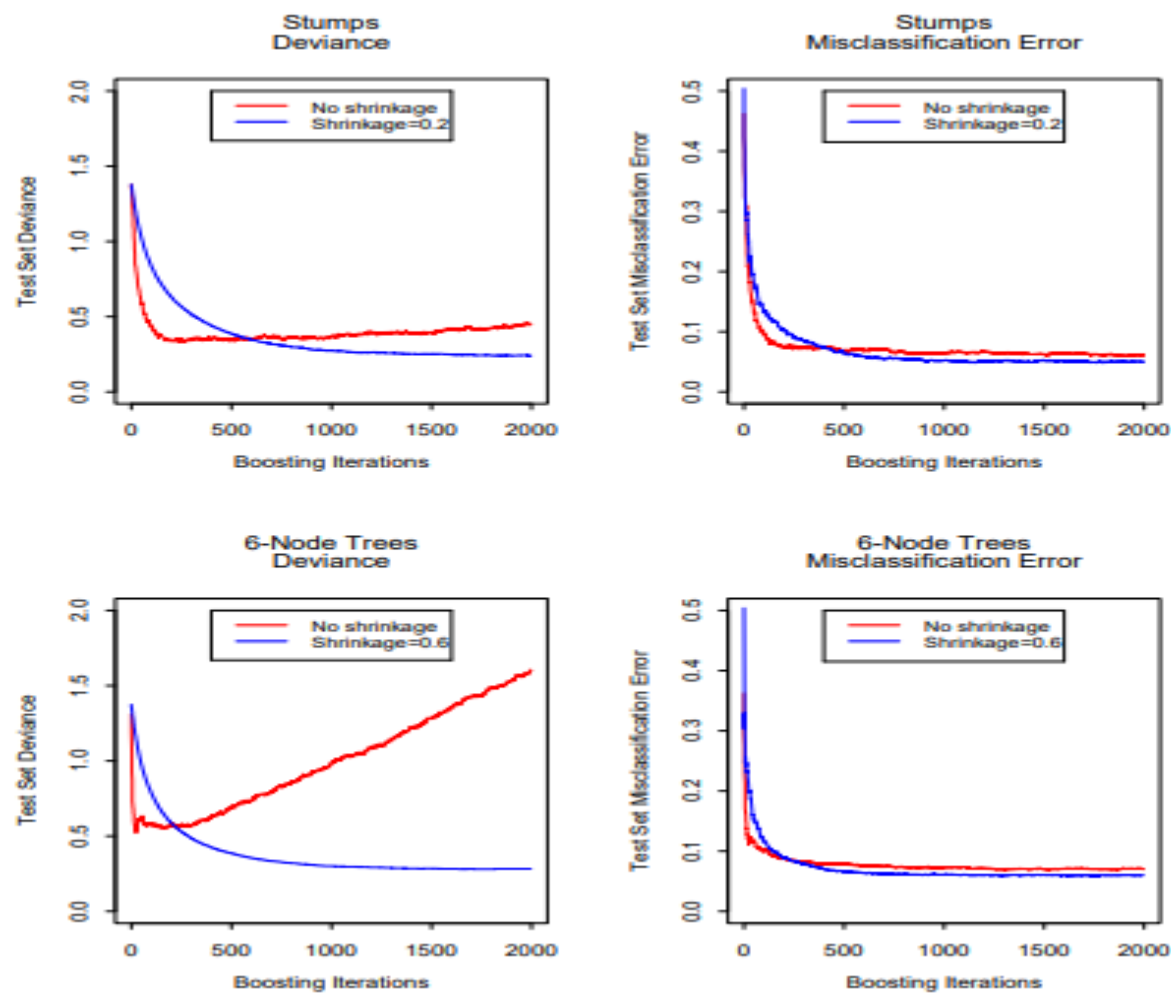 Stumps
Deviance
No shrinkage
Shrinkage=0.2
2.0
1.5
1.0
0.5
0.0
Test Set Deviance
0 500 1000 1500 2000
Boosting Iterations
Stumps
Misclassification Error
No shrinkage
Shrinkage=0.2
0.5
0.4
0.3
0.2
0.1
0.0
Test Set Misclassification Error
0 500 1000 1500 2000
Boosting Iterations
6-Node Trees
Deviance
No shrinkage
Shrinkage=0.6
2.0
1.5
1.0
0.5
0.0
Test Set Deviance
0 500 1000 1500 2000
Boosting Iterations
6-Node Trees
Misclassification Error
No shrinkage
Shrinkage=0.6
0.5
0.4
0.3
0.2
0.1
0.0
Test Set Misclassification Error
0 500 1000 1500 2000
Boosting Iterations